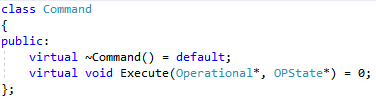 class Command
{
public:
    virtual ~Command() = default;
    virtual void Execute(Operational*, OPState*) = 0;
};